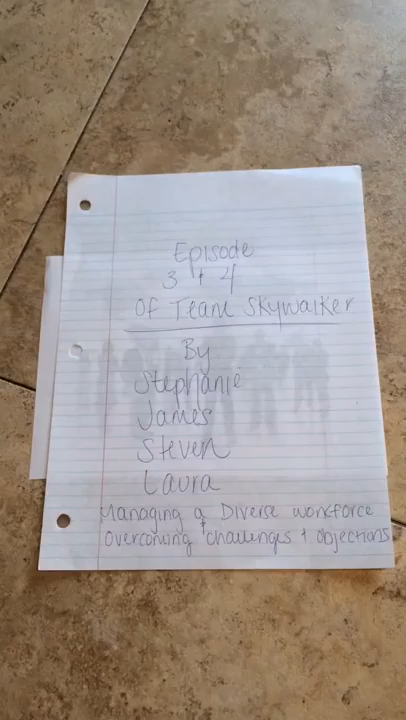 Episode
3 + 4
Of Team Skywalker
By
Stephanie
James
Steven
Laura
Managing a Diverse workforce
+
Overcoming challenges + objections